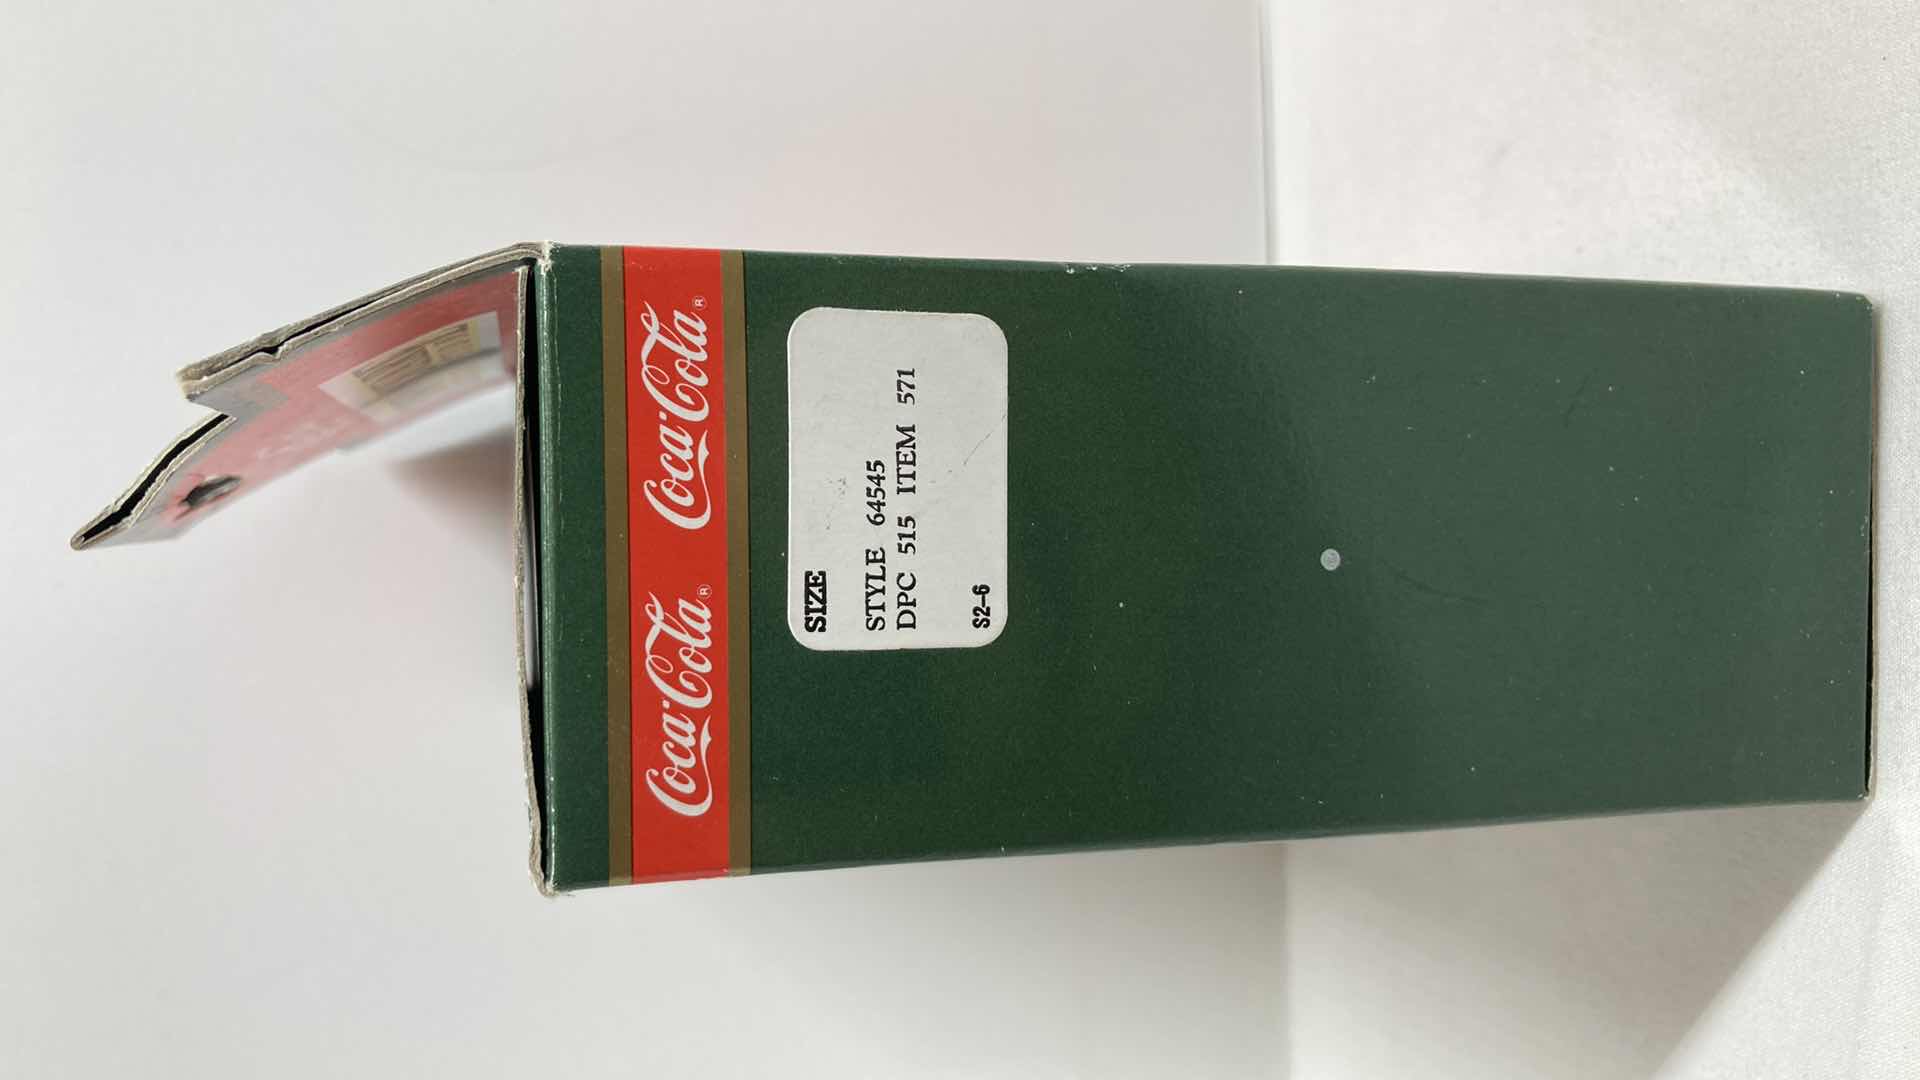 Coca-Cola® Coca-Cola®
SIZE
STYLE 64545
DPC 515 ITEM 571
S2-6